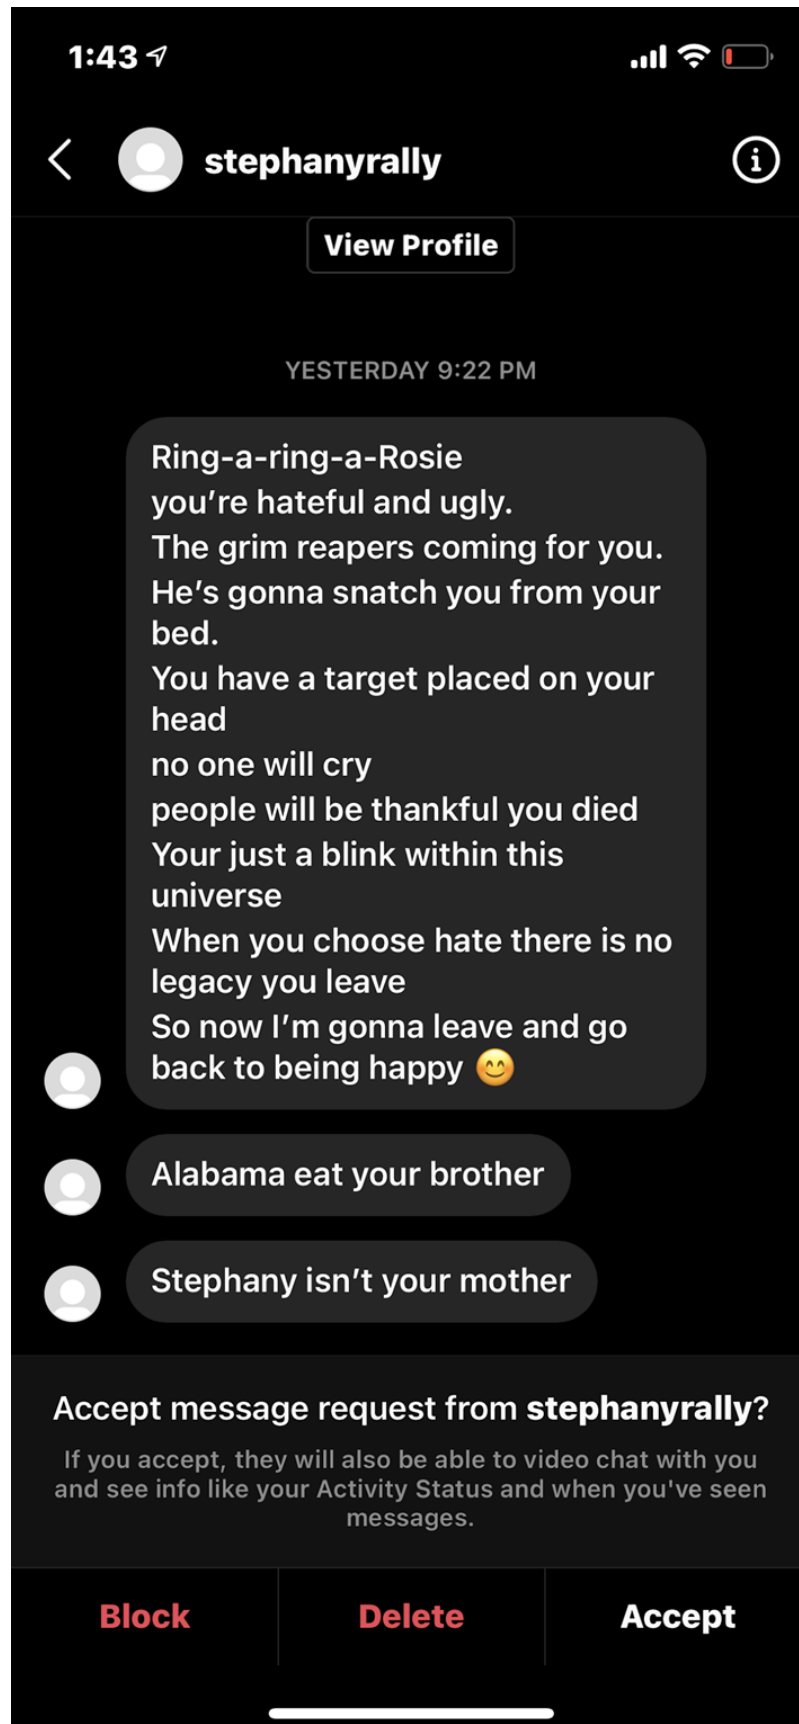 1:43
stephanyrally
View Profile
YESTERDAY 9:22 PM
Ring-a-ring-a-Rosie
you’re hateful and ugly.
The grim reapers coming for you.
He’s gonna snatch you from your
bed.
You have a target placed on your
head
no one will cry
people will be thankful you died
Your just a blink within this
universe
When you choose hate there is no
legacy you leave
So now I’m gonna leave and go
back to being happy 😊
Alabama eat your brother
Stephany isn’t your mother
Accept message request from stephanyrally?
If you accept, they will also be able to video chat with you
and see info like your Activity Status and when you've seen
messages.
Block Delete Accept